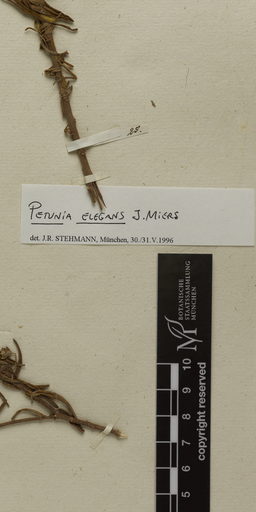 25.
PETUNIA ELEGANS J. MIERS
det. J.R. STEHMANN, München, 30./31.V.1996
BOTANISCHE
STAATSSAMMLUNG
MÜNCHEN
copyright reserved
10
9
8
7
6
5